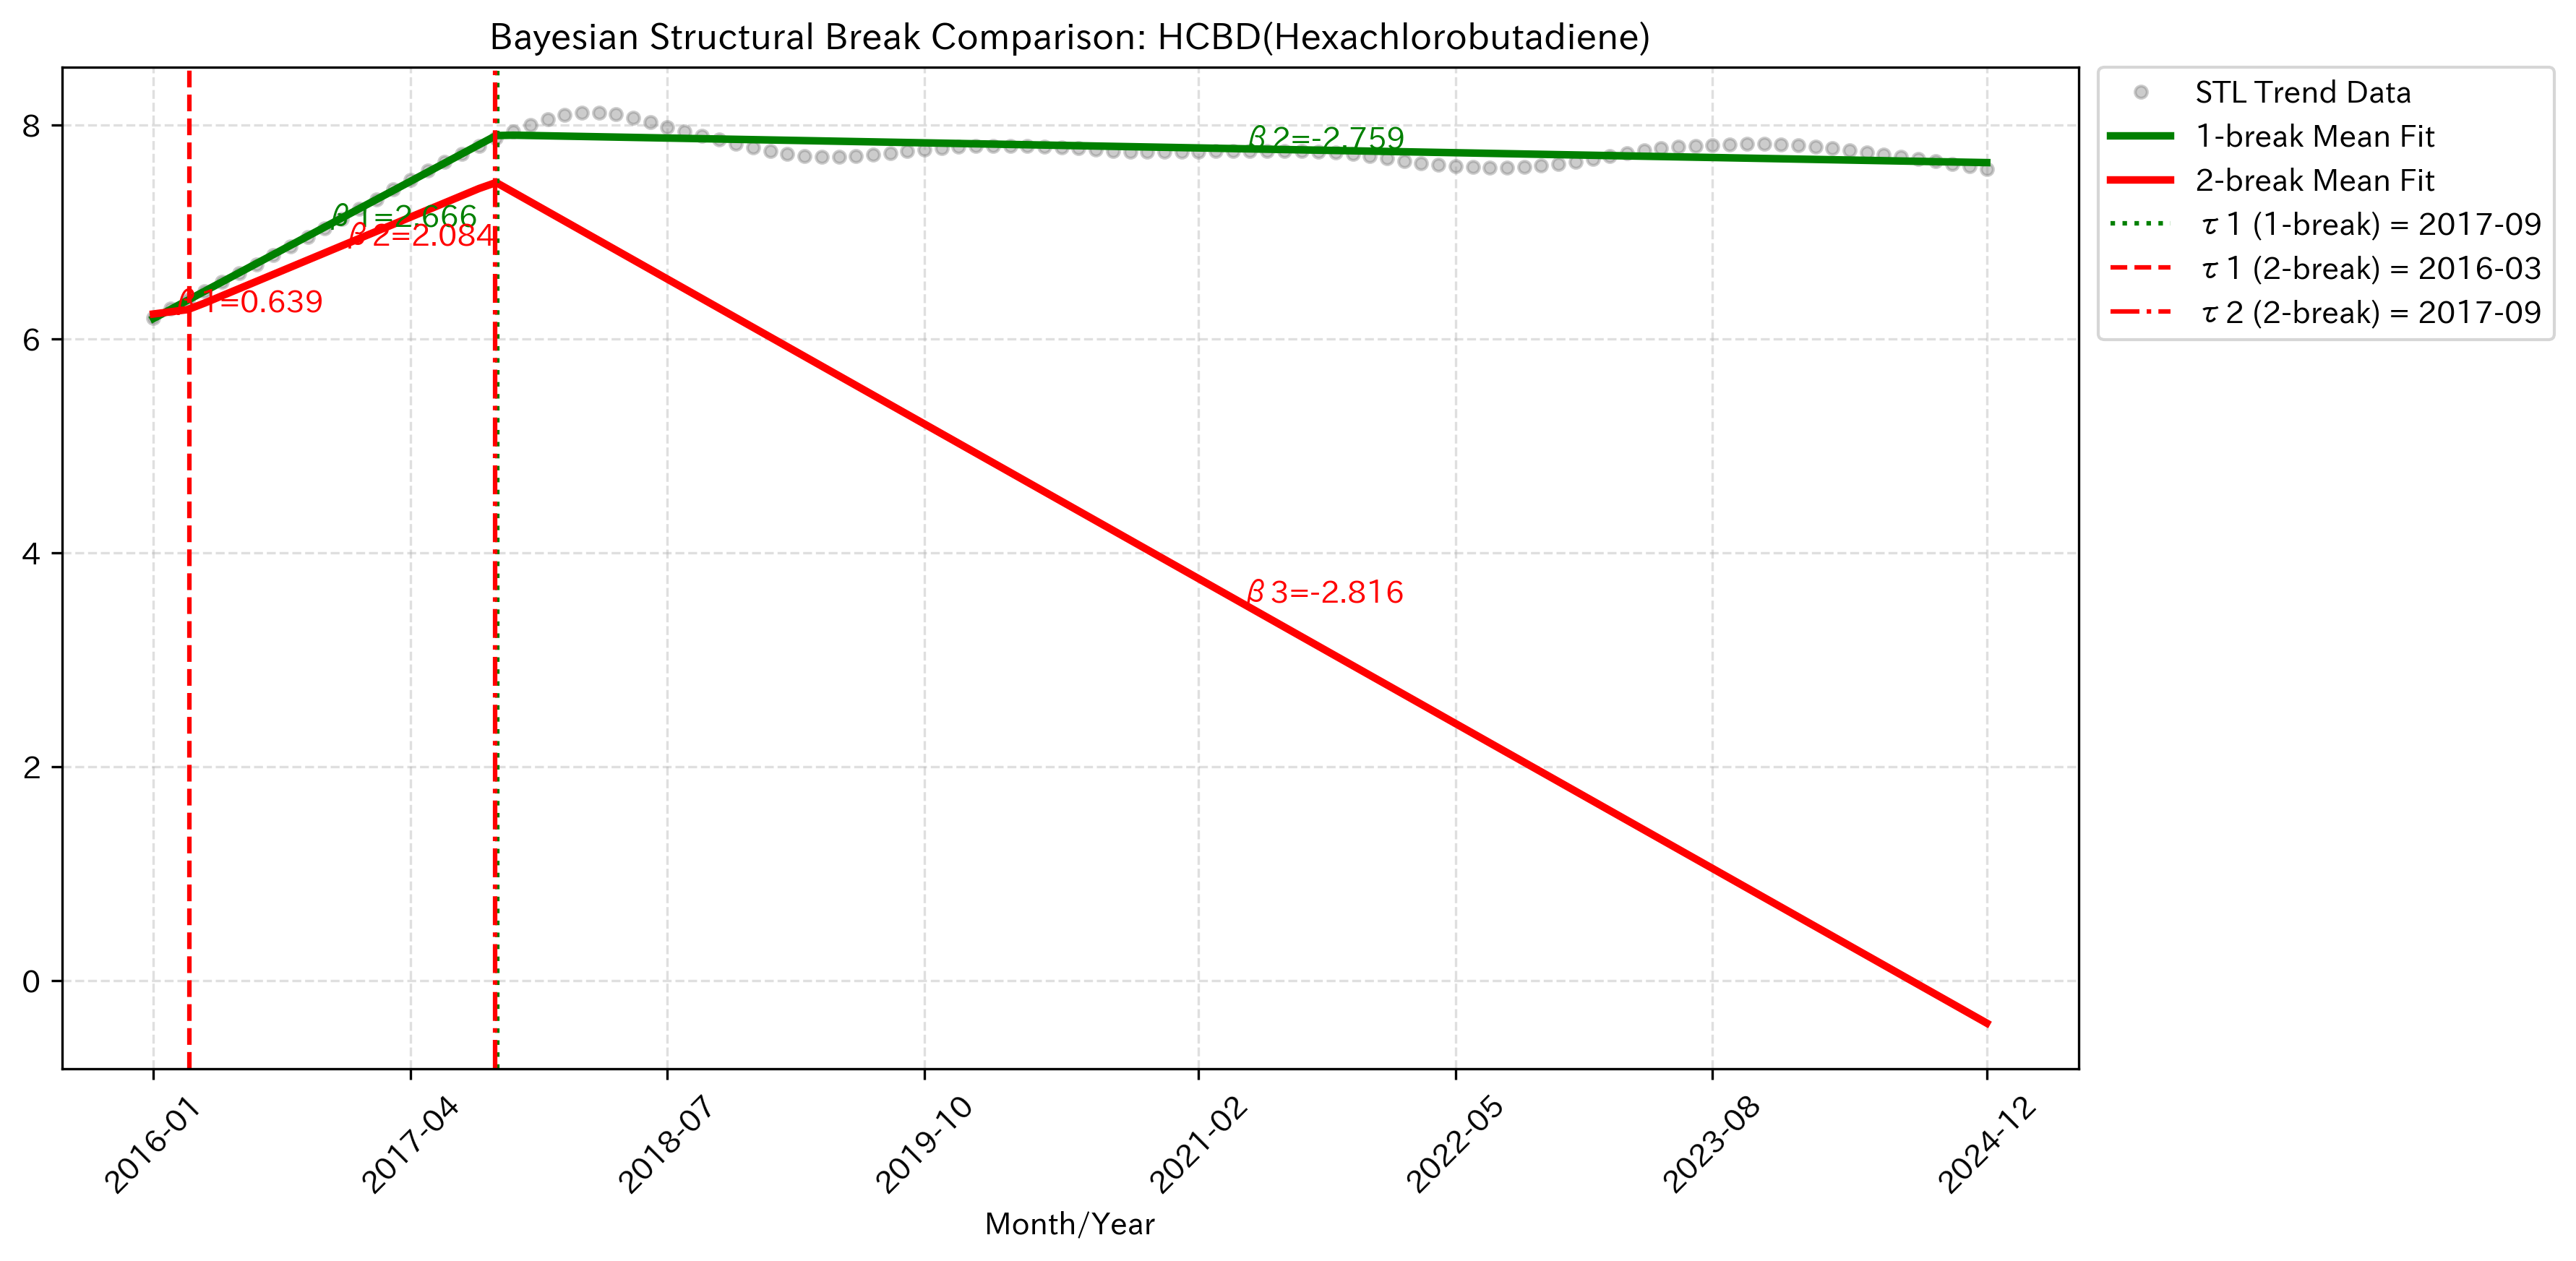 Bayesian Structural Break Comparison: HCBD(Hexachlorobutadiene)
8
6
4
2
0
β2=-2.759
β1=2.666
β2=2.084
β1=0.639
β3=-2.816
STL Trend Data
1-break Mean Fit
2-break Mean Fit
τ1 (1-break) = 2017-09
τ1 (2-break) = 2016-03
τ2 (2-break) = 2017-09
2016-01
2017-04
2018-07
2019-10
2021-02
2022-05
2023-08
2024-12
Month/Year